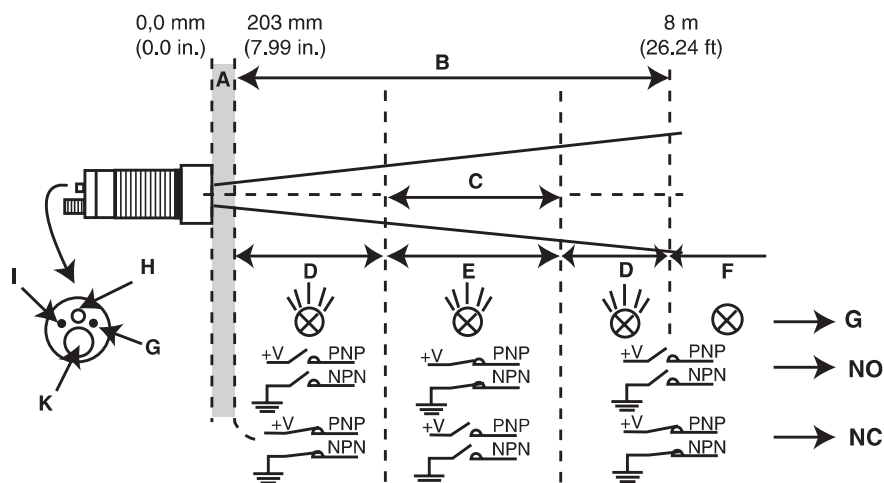 0,0 mm 203 mm 8 m
(0.0 in.) (7.99 in.) (26.24 ft)
A B
C
D E D F
I H
G
K
G
+V PNP +V PNP +V PNP
NPN NPN NPN
NO
+V PNP +V PNP +V PNP
NPN NPN NPN
NC